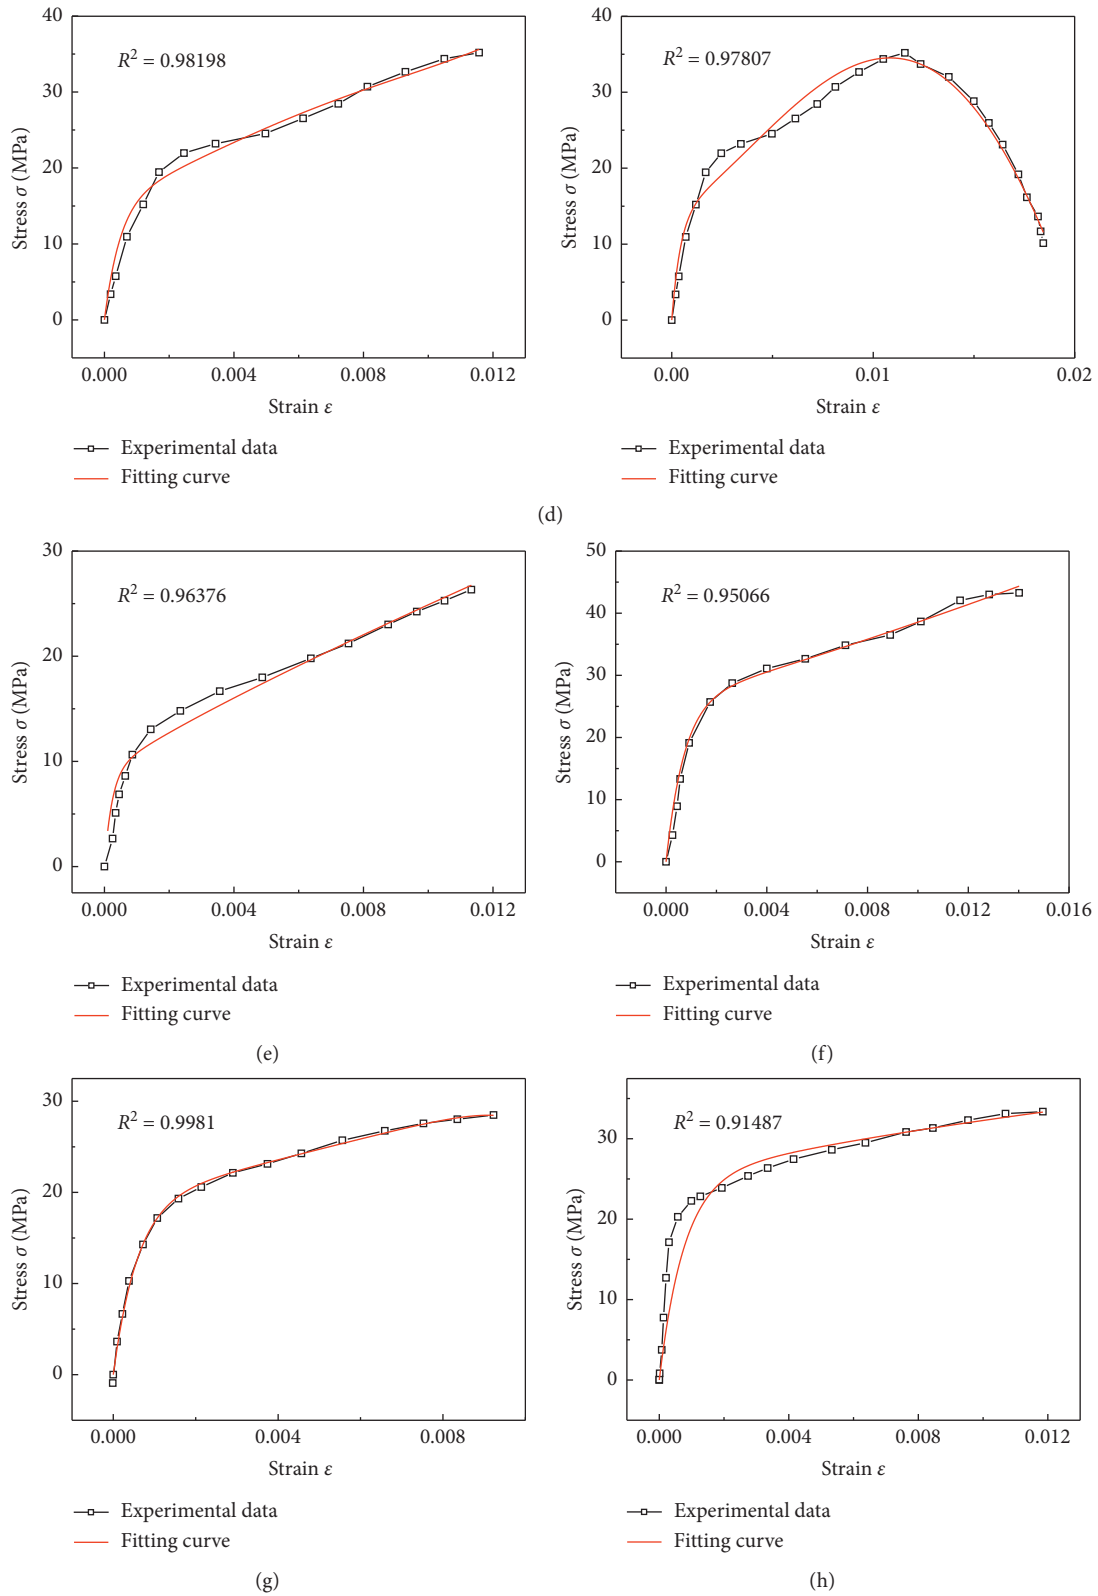 40
30
20
10
0
Stress σ (MPa)
R² = 0.98198
0.000
0.004
0.008
0.012
Strain ε
Experimental data
Fitting curve
40
30
20
10
0
Stress σ (MPa)
R² = 0.97807
0.00
0.01
0.02
Strain ε
Experimental data
Fitting curve
(d)
30
20
10
0
Stress σ (MPa)
R² = 0.96376
0.000
0.004
0.008
0.012
Strain ε
Experimental data
Fitting curve
(e)
50
40
30
20
10
0
Stress σ (MPa)
R² = 0.95066
0.000
0.004
0.008
0.012
0.016
Strain ε
Experimental data
Fitting curve
(f)
30
20
10
0
Stress σ (MPa)
R² = 0.9981
0.000
0.004
0.008
Strain ε
Experimental data
Fitting curve
(g)
30
20
10
0
Stress σ (MPa)
R² = 0.91487
0.000
0.004
0.008
0.012
Strain ε
Experimental data
Fitting curve
(h)